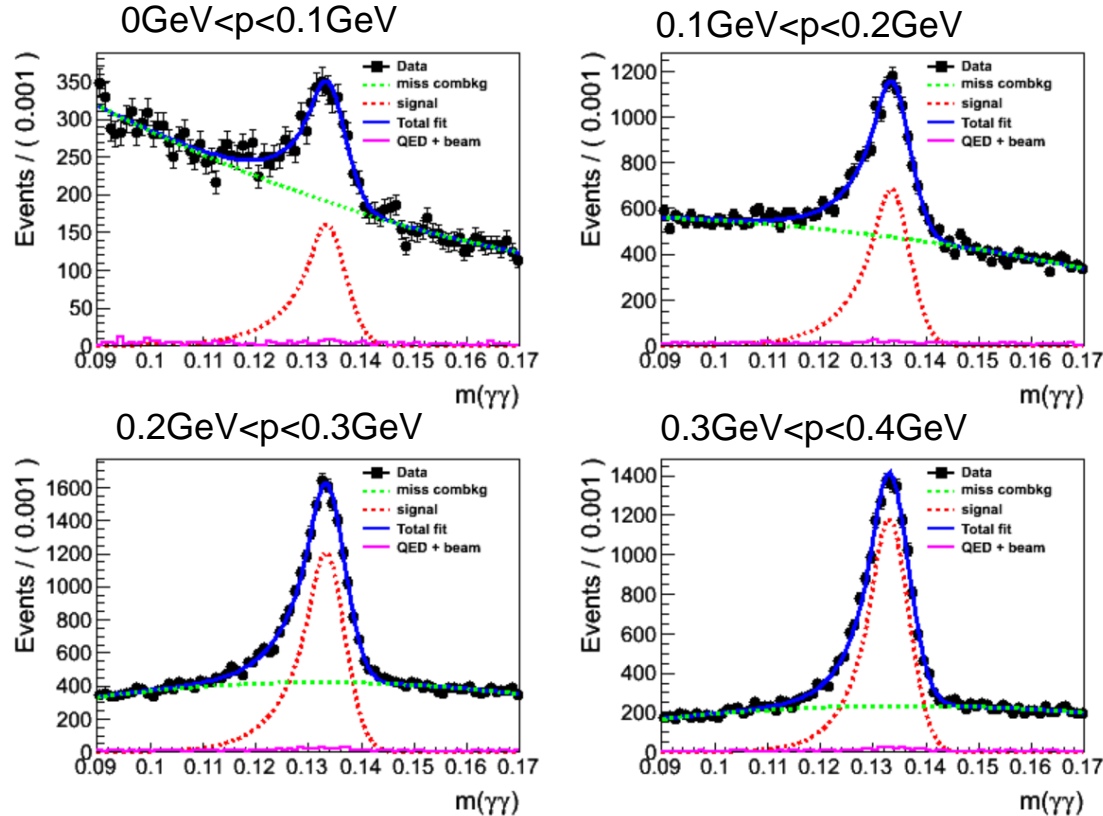 0GeV<p<0.1GeV
Events / ( 0.001 )
350
300
250
200
150
100
50
0
Data
miss combkg
signal
Total fit
QED + beam
0.09 0.1 0.11 0.12 0.13 0.14 0.15 0.16 0.17
m(γγ)
0.1GeV<p<0.2GeV
Events / ( 0.001 )
1200
1000
800
600
400
200
0
Data
miss combkg
signal
Total fit
QED + beam
0.09 0.1 0.11 0.12 0.13 0.14 0.15 0.16 0.17
m(γγ)
0.2GeV<p<0.3GeV
Events / ( 0.001 )
1600
1400
1200
1000
800
600
400
200
0
Data
miss combkg
signal
Total fit
QED + beam
0.09 0.1 0.11 0.12 0.13 0.14 0.15 0.16 0.17
m(γγ)
0.3GeV<p<0.4GeV
Events / ( 0.001 )
1400
1200
1000
800
600
400
200
0
Data
miss combkg
signal
Total fit
QED + beam
0.09 0.1 0.11 0.12 0.13 0.14 0.15 0.16 0.17
m(γγ)